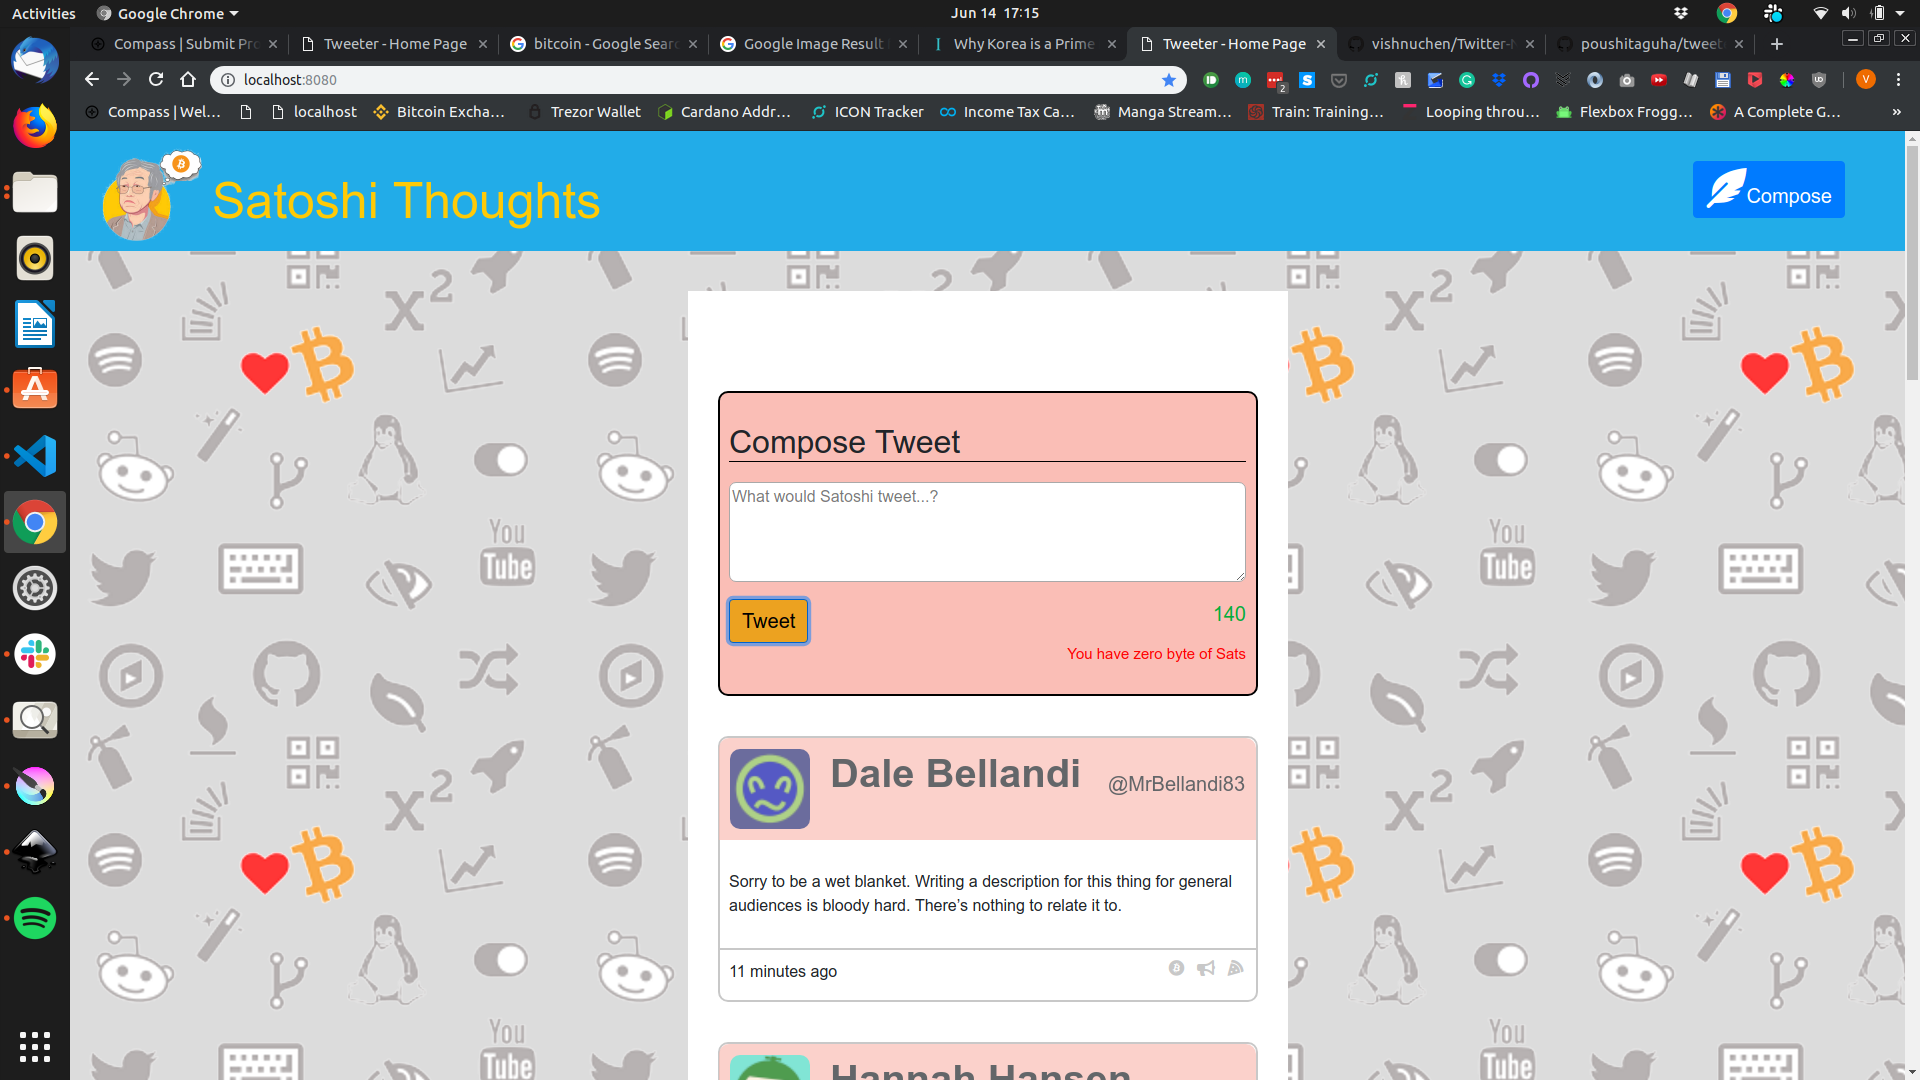 Activities
Google Chrome
Jun 14 17:15
Compass | Submit Pro
Tweeter - Home Page
bitcoin - Google Searc
Google Image Result
Why Korea is a Prime
Tweeter - Home Page
vishnuchen/Twitter-
poushitaguha/tweet
localhost:8080
2
V
Compass | Wel...
localhost
Bitcoin Excha...
Trezor Wallet
Cardano Addr...
ICON Tracker
Income Tax Ca...
Manga Stream...
Train: Training...
Looping throu...
Flexbox Frogg...
A Complete G...
»
Satoshi Thoughts
Compose
Compose Tweet
What would Satoshi tweet...?
Tweet
140
You have zero byte of Sats
Dale Bellandi
@MrBellandi83
Sorry to be a wet blanket. Writing a description for this thing for general
audiences is bloody hard. There's nothing to relate it to.
11 minutes ago
Hannah Hansen
X²
You
Tube